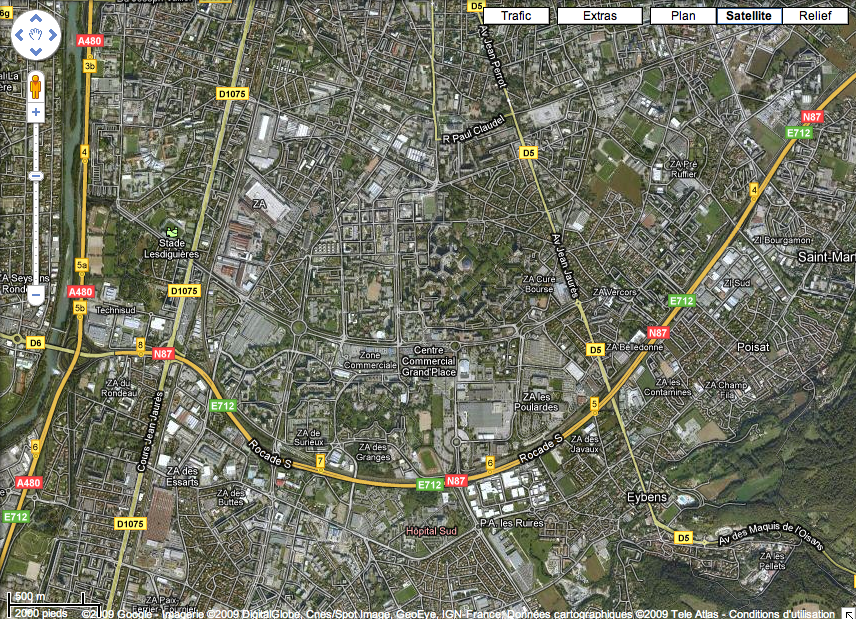 D5
Trafic
Extras
Plan
Satellite
Relief
A480
3b
D1075
Av Jean Perrot
N87
E712
R Paul Claudel
D5
4
ZA Pré
Ruffier
4
ZA
Stade
Lesdiguières
Av Jean Jaurès
ZI Bourgamon
Saint-Mart
5a
ZA Seyssins
Rond
A480
D1075
ZA Cure
Bourse
ZA Vercors
E712
ZI Sud
5b
Technisud
N87
D6
8
N87
Zone
Commerciale
Centre
Commercial
Grand'Place
D5
ZA Belledonne
Poisat
ZA du
Rondeau
E712
ZA les
Poulardes
5
ZA les
Contamines
ZA Champ
Fila
Cours Jean Jaurès
6
Rocade S
ZA de
Surieux
7
ZA des
Granges
Rocade S
6
ZA des
Javaux
A480
ZA des
Essarts
E712
N87
ZA des
Buttes
Eybens
E712
D1075
Hôpital Sud
P.A. les Ruires
D5
Av des Maquis de l'Oisans
ZA les
Pellets
500 m
2000 pieds
ZA Paix-
Ferrier Fournier
©2009 Google - Imagerie ©2009 DigitalGlobe, Cnes/Spot Image, GeoEye, IGN-France, Données cartographiques ©2009 Tele Atlas - Conditions d'utilisation